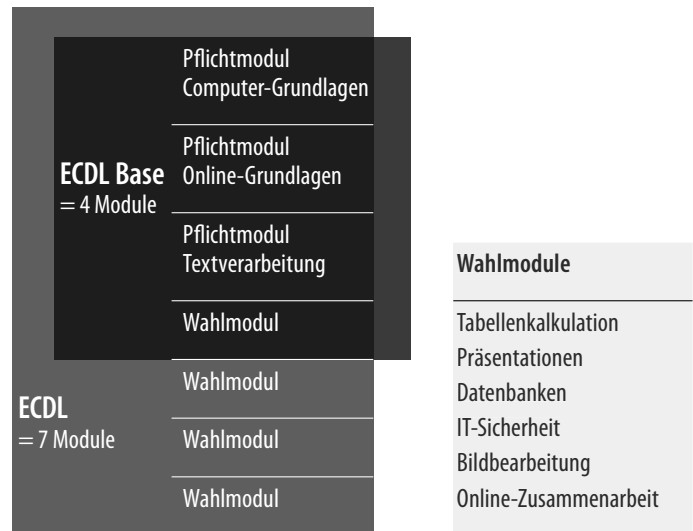 Pflichtmodul
Computer-Grundlagen
Pflichtmodul
Online-Grundlagen
ECDL Base
= 4 Module
Pflichtmodul
Textverarbeitung
Wahlmodul
Wahlmodul
ECDL
= 7 Module
Wahlmodul
Wahlmodul
Wahlmodule
Tabellenkalkulation
Präsentationen
Datenbanken
IT-Sicherheit
Bildbearbeitung
Online-Zusammenarbeit